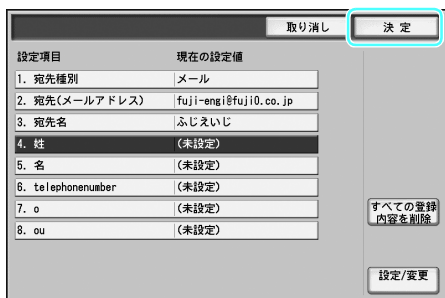 取り消し
決 定
設定項目 現在の設定値
1. 宛先種別 メール
2. 宛先(メールアドレス) fuji-engi@fuji0.co.jp
3. 宛先名 ふじえいじ
4. 姓 (未設定)
5. 名 (未設定)
6. telephonenumber (未設定)
7. o (未設定)
8. ou (未設定)
すべての登録
内容を削除
設定/変更